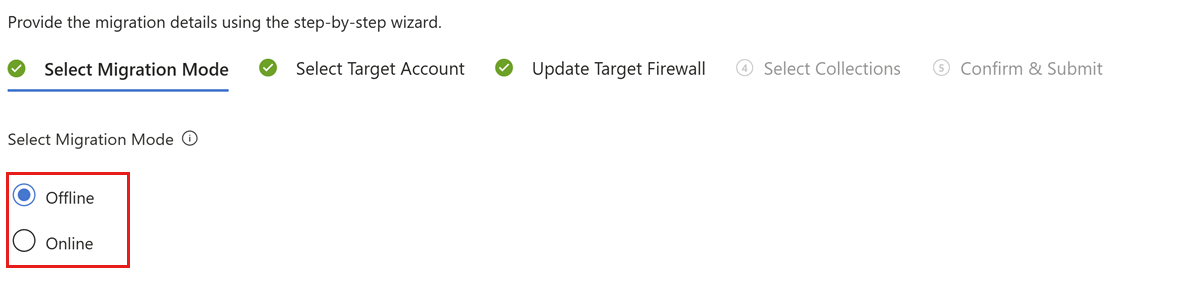 Provide the migration details using the step-by-step wizard.
Select Migration Mode Select Target Account Update Target Firewall 4 Select Collections 5 Confirm & Submit
Select Migration Mode
Offline
Online